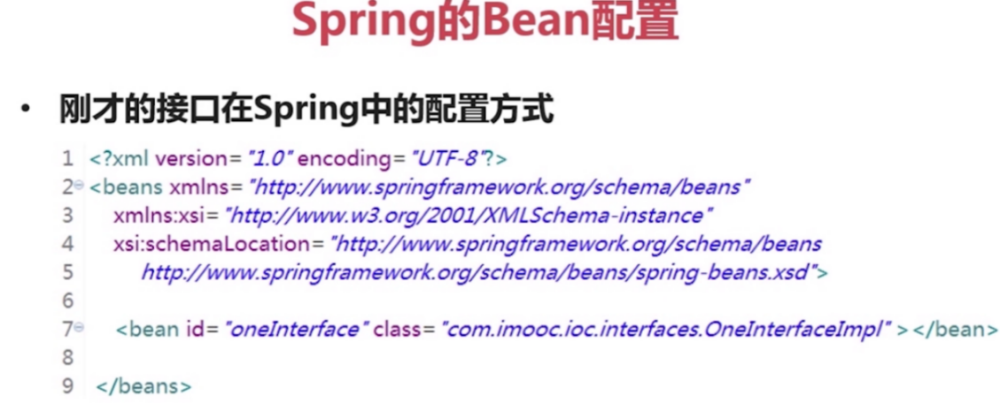 Spring的Bean配置
• 刚才的接口在Spring中的配置方式
1 <?xml version="1.0" encoding="UTF-8"?>
2 <beans xmlns="http://www.springframework.org/schema/beans"
3 xmlns:xsi="http://www.w3.org/2001/XMLSchema-instance"
4 xsi:schemaLocation="http://www.springframework.org/schema/beans
5 http://www.springframework.org/schema/beans/spring-beans.xsd">
6
7 <bean id="oneInterface" class="com.imooc.ioc.interfaces.OneInterfaceImpl"></bean>
8
9 </beans>